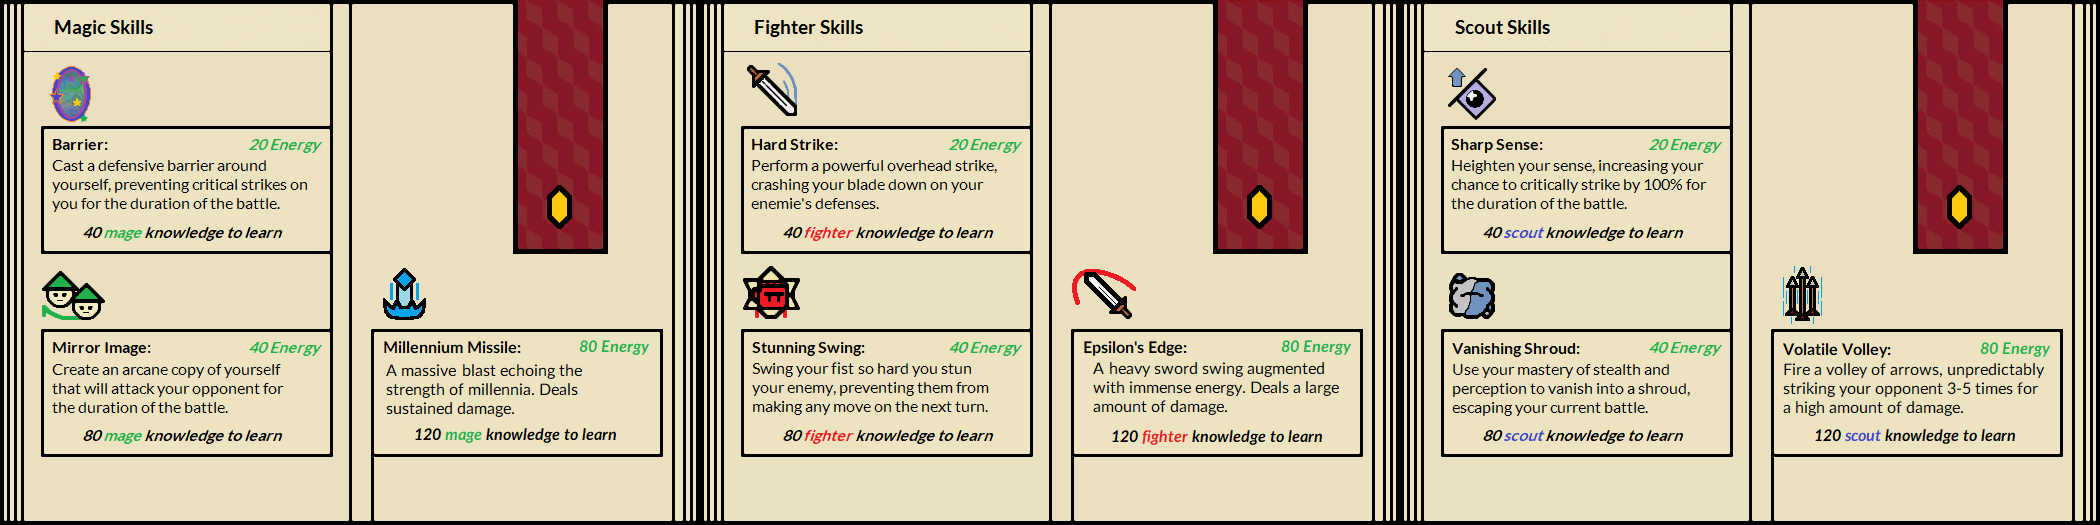 Magic Skills
Barrier: 20 Energy
Cast a defensive barrier around
yourself, preventing critical strikes on
you for the duration of the battle.
40 mage knowledge to learn
Mirror Image: 40 Energy
Create an arcane copy of yourself
that will attack your opponent for
the duration of the battle.
80 mage knowledge to learn
Millennium Missile: 80 Energy
A massive blast echoing the
strength of millennia. Deals
sustained damage.
120 mage knowledge to learn
Fighter Skills
Hard Strike: 20 Energy
Perform a powerful overhead strike,
crashing your blade down on your
enemie's defenses.
40 fighter knowledge to learn
Stunning Swing: 40 Energy
Swing your fist so hard you stun
your enemy, preventing them from
making any move on the next turn.
80 fighter knowledge to learn
Epsilon's Edge: 80 Energy
A heavy sword swing augmented
with immense energy. Deals a large
amount of damage.
120 fighter knowledge to learn
Scout Skills
Sharp Sense: 20 Energy
Heighten your sense, increasing your
chance to critically strike by 100% for
the duration of the battle.
40 scout knowledge to learn
Vanishing Shroud: 40 Energy
Use your mastery of stealth and
perception to vanish into a shroud,
escaping your current battle.
80 scout knowledge to learn
Volatile Volley: 80 Energy
Fire a volley of arrows, unpredictably
striking your opponent 3-5 times for
a high amount of damage.
120 scout knowledge to learn